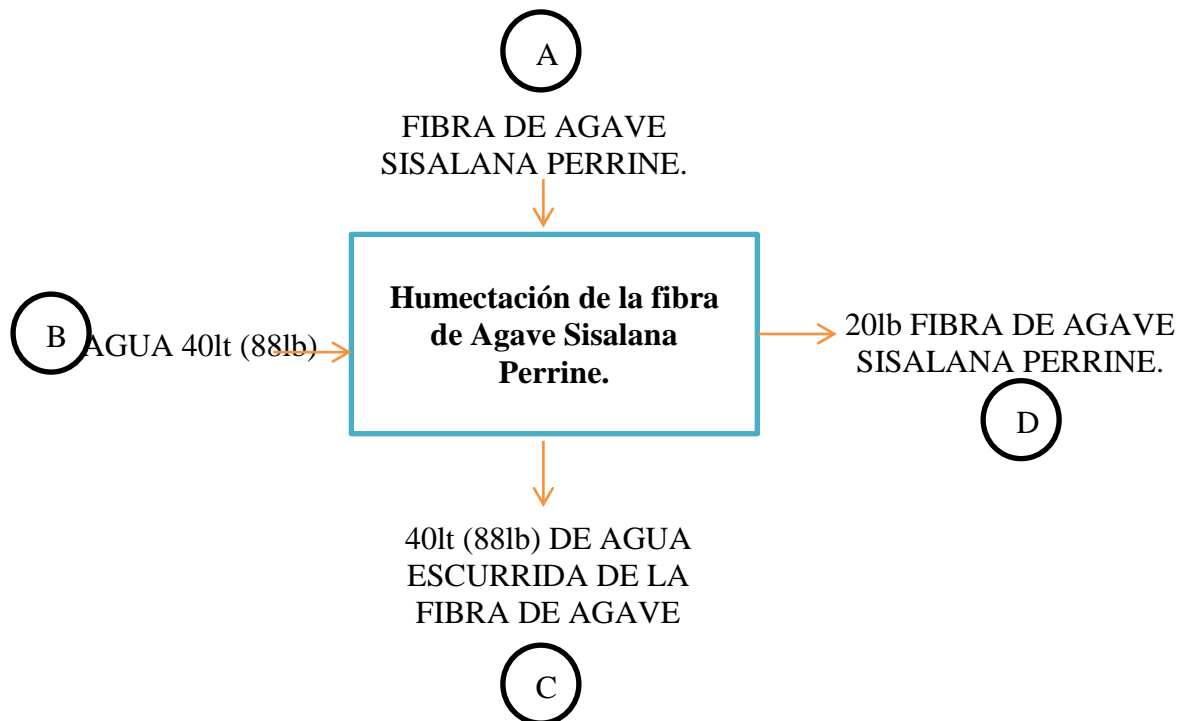 A
FIBRA DE AGAVE
SISALANA PERRINE.
Humectación de la fibra
de Agave Sisalana
Perrine.
B
AGUA 40lt (88lb)
20lb FIBRA DE AGAVE
SISALANA PERRINE.
D
40lt (88lb) DE AGUA
ESCURRIDA DE LA
FIBRA DE AGAVE
C